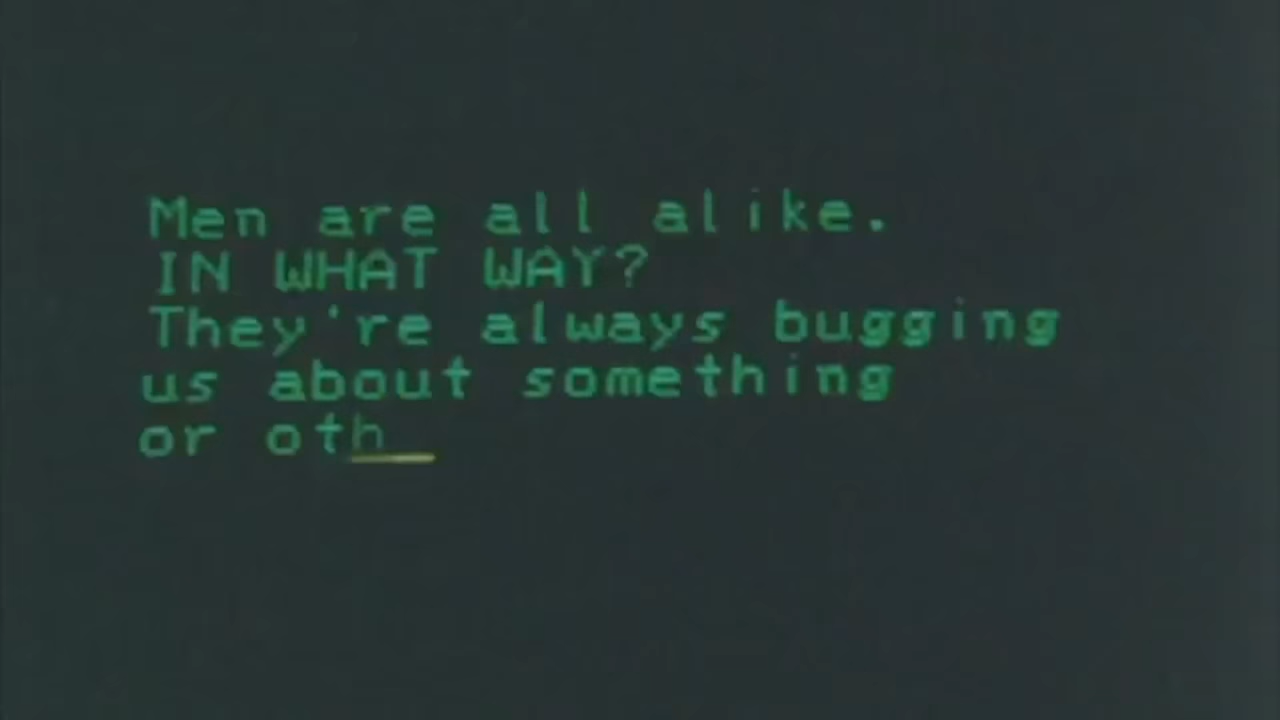 Men are all alike.
IN WHAT WAY?
They're always bugging
us about something
or oth